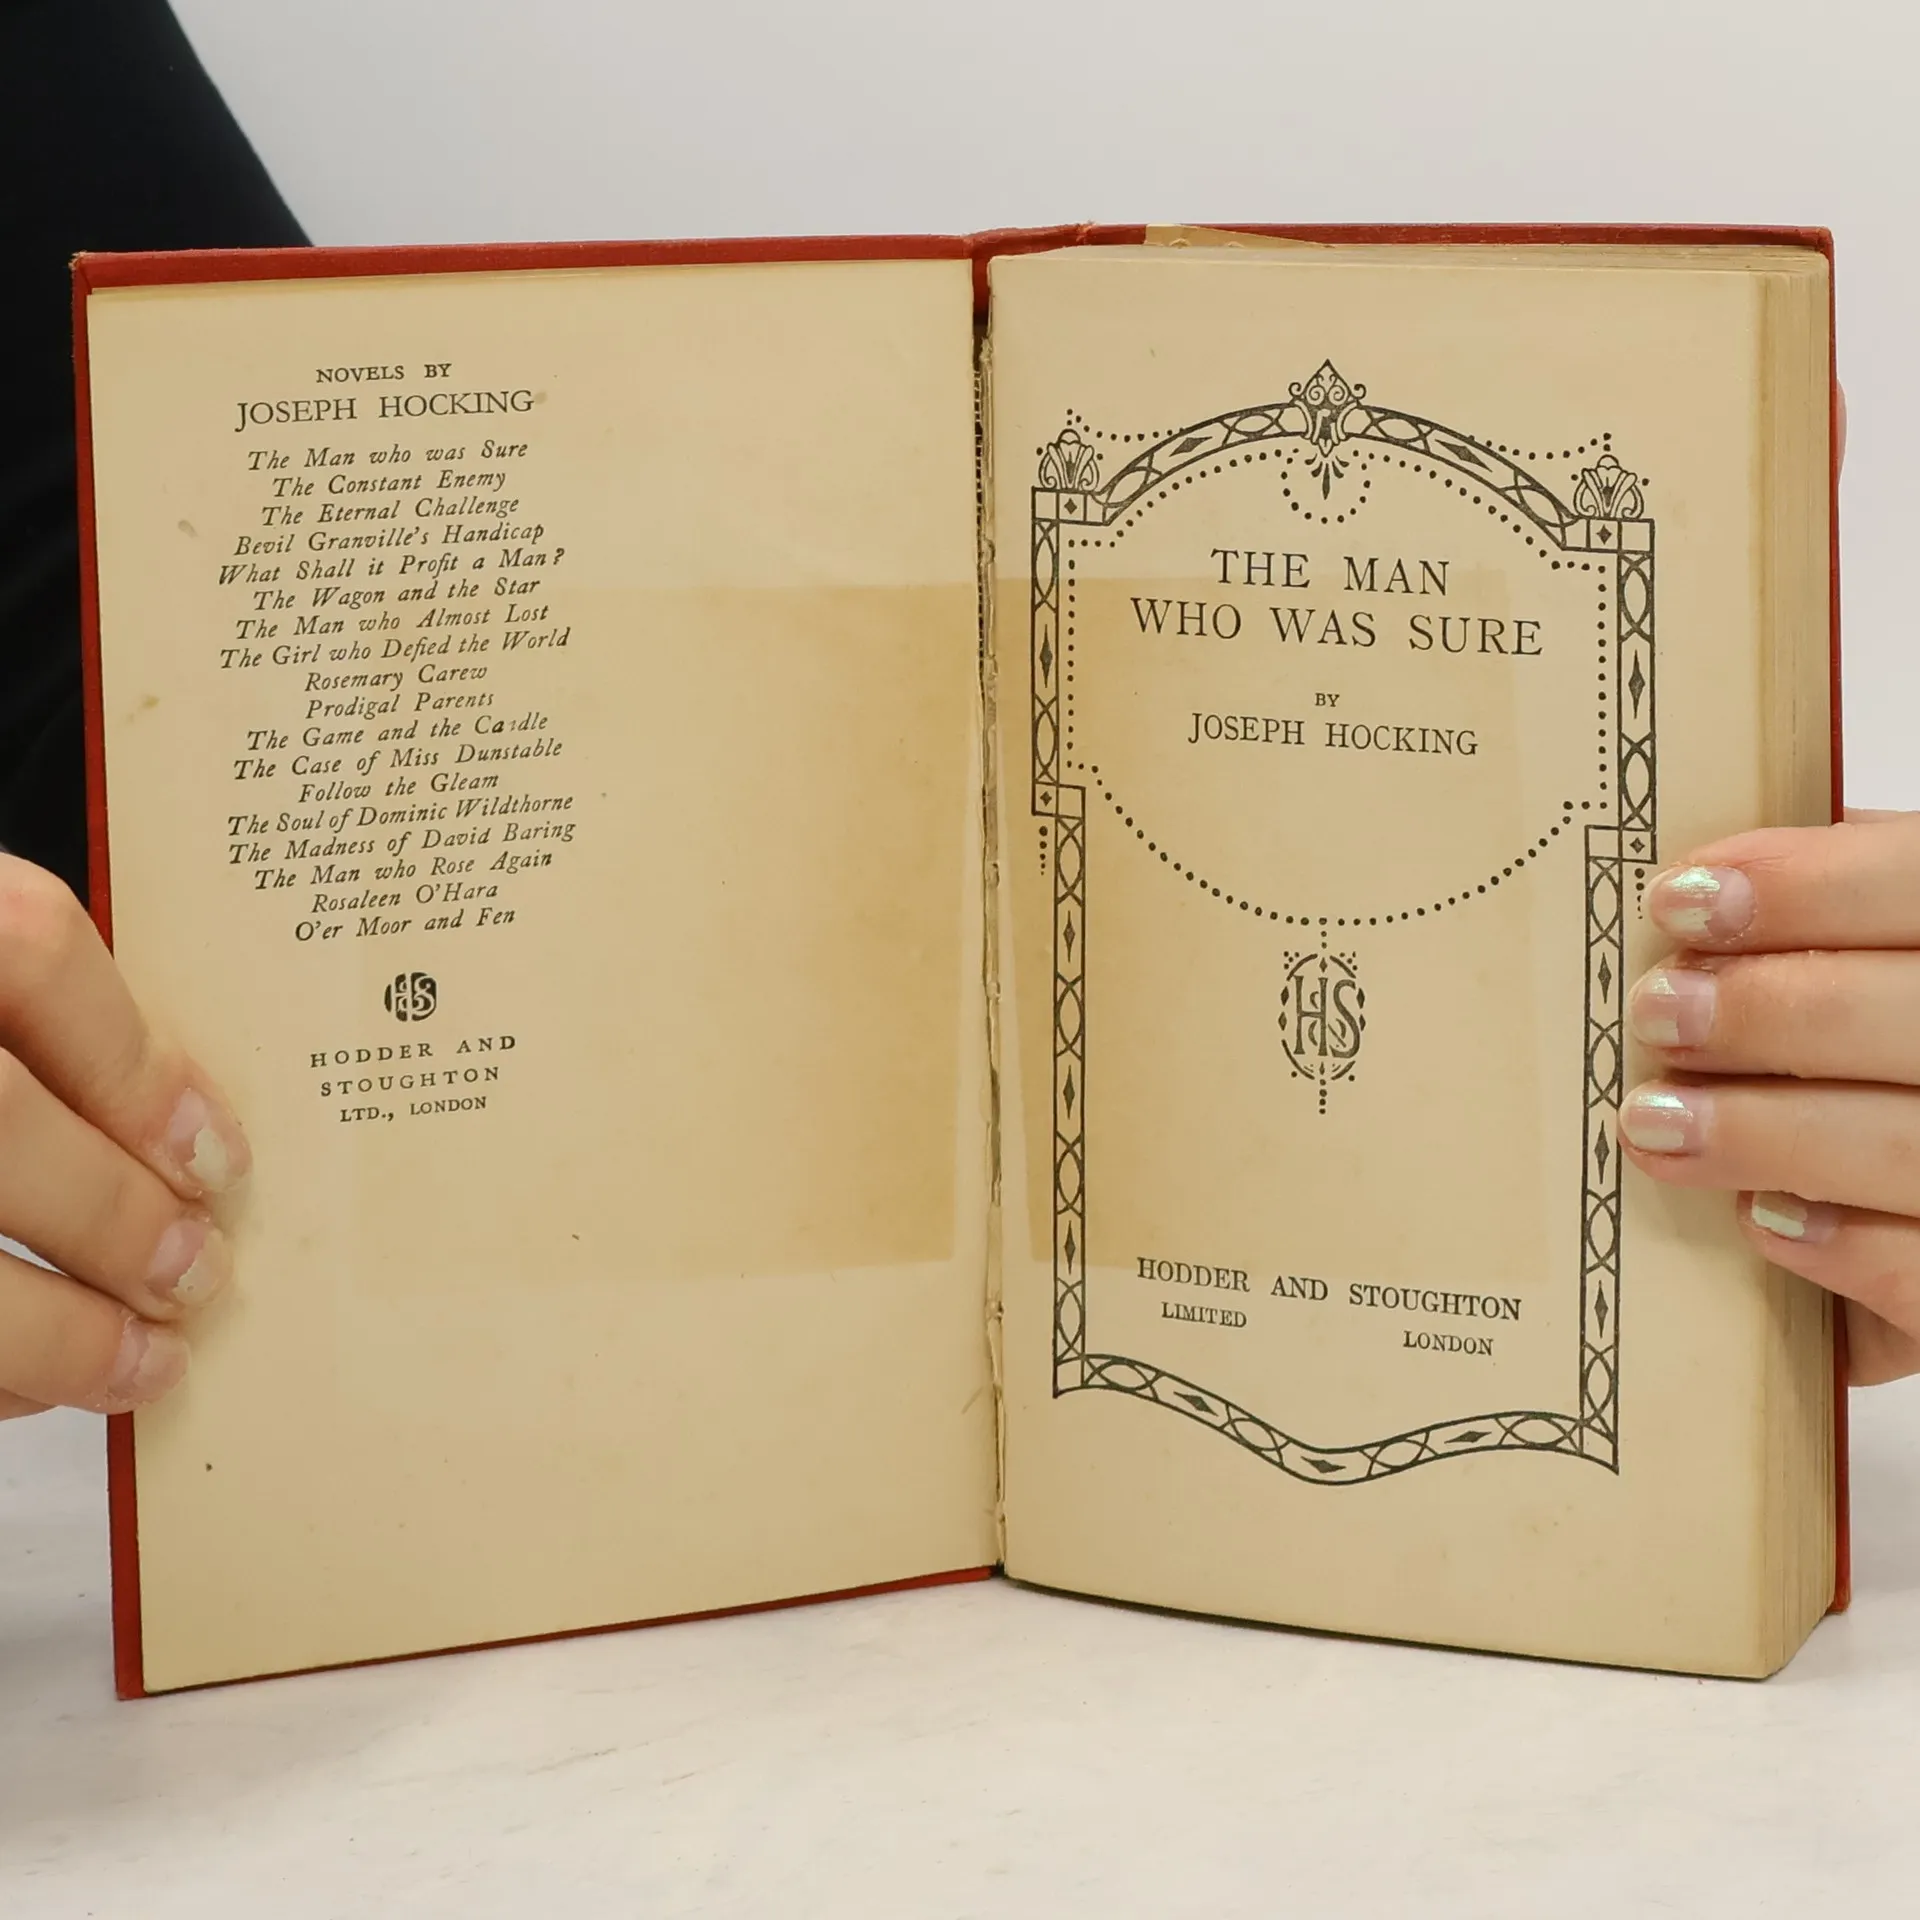 NOVELS BY
JOSEPH HOCKING
The Man who was Sure
The Constant Enemy
The Eternal Challenge
Bevil Granville's Handicap
What Shall it Profit a Man?
The Wagon and the Star
The Man who Almost Lost
The Girl who Defied the World
Rosemary Carew
Prodigal Parents
The Game and the Candle
The Case of Miss Dunstable
Follow the Gleam
The Soul of Dominic Wildthorne
The Madness of David Baring
The Man who Rose Again
Rosaleen O'Hara
O'er Moor and Fen
H&S
HODDER AND
STOUGHTON
LTD., LONDON
THE MAN
WHO WAS SURE
BY
JOSEPH HOCKING
H&S
HODDER AND STOUGHTON
LIMITED LONDON